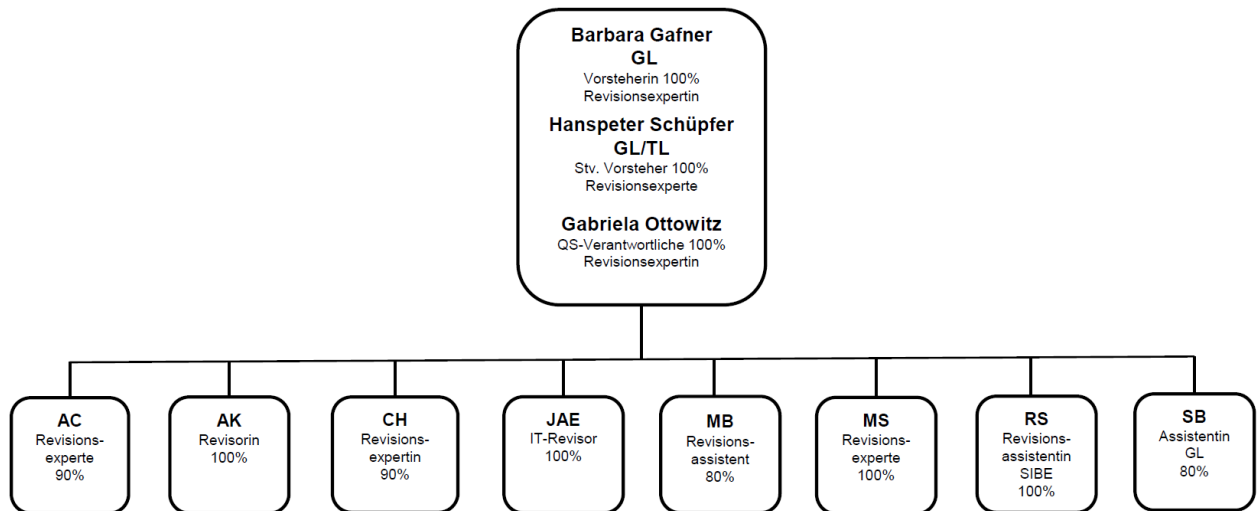 Barbara Gafner
GL
Vorsteherin 100%
Revisionsexpertin
Hanspeter Schüpfer
GL/TL
Stv. Vorsteher 100%
Revisionsexperte
Gabriela Ottowitz
QS-Verantwortliche 100%
Revisionsexpertin
AC
Revisions-
experte
90%
AK
Revisorin
100%
CH
Revisions-
expertin
90%
JAE
IT-Revisor
100%
MB
Revisions-
assistent
80%
MS
Revisions-
experte
100%
RS
Revisions-
assistentin
SIBE
100%
SB
Assistentin
GL
80%